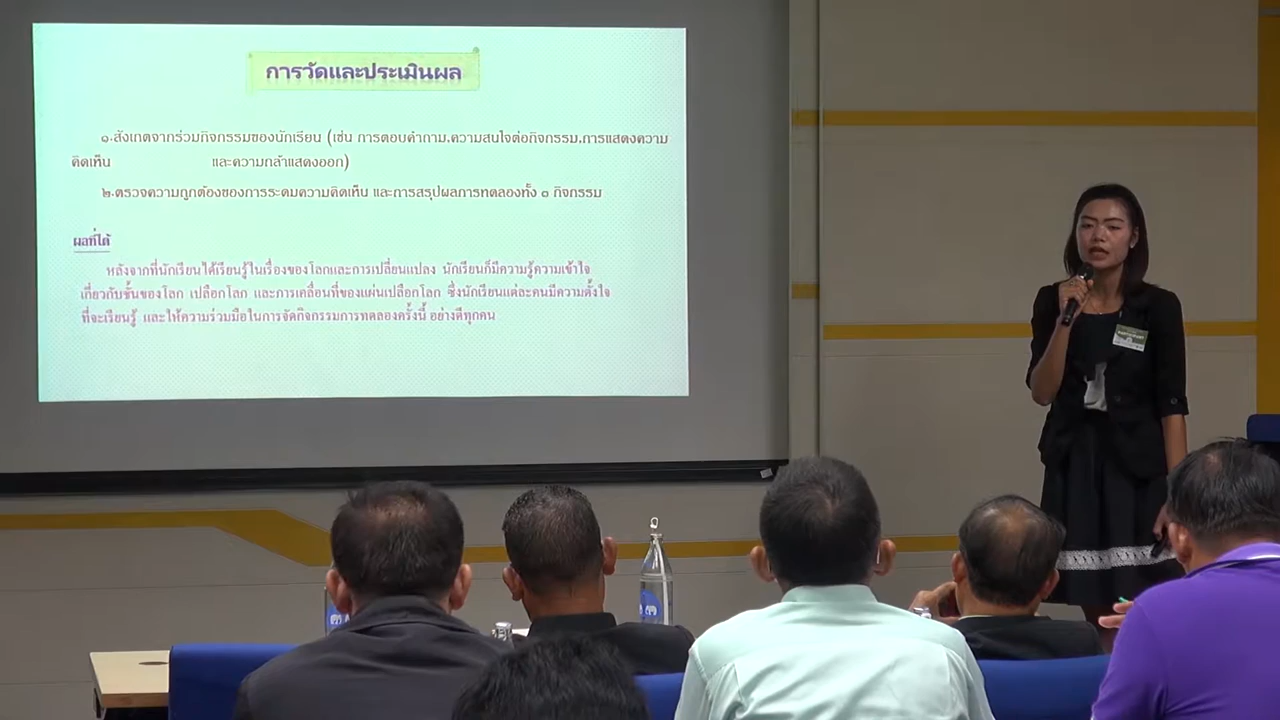 การวัดและประเมินผล
๑.สังเกตจากร่วมกิจกรรมของนักเรียน (เช่น การตอบคำถาม.ความสนใจต่อกิจกรรม.การแสดงความ
คิดเห็น และความกล้าแสดงออก)
๒.ตรวจความถูกต้องของการระดมความคิดเห็น และการสรุปผลการทดลองทั้ง ๓ กิจกรรม
ผลที่ได้
หลังจากที่นักเรียนได้เรียนรู้ในเรื่องของโลกและการเปลี่ยนแปลง นักเรียนก็มีความรู้ความเข้าใจ
เกี่ยวกับชั้นของโลก เปลือกโลก และการเคลื่อนที่ของแผ่นเปลือกโลก ซึ่งนักเรียนแต่ละคนมีความตั้งใจ
ที่จะเรียนรู้ และให้ความร่วมมือในการจัดกิจกรรมการทดลองครั้งนี้ อย่างดีทุกคน